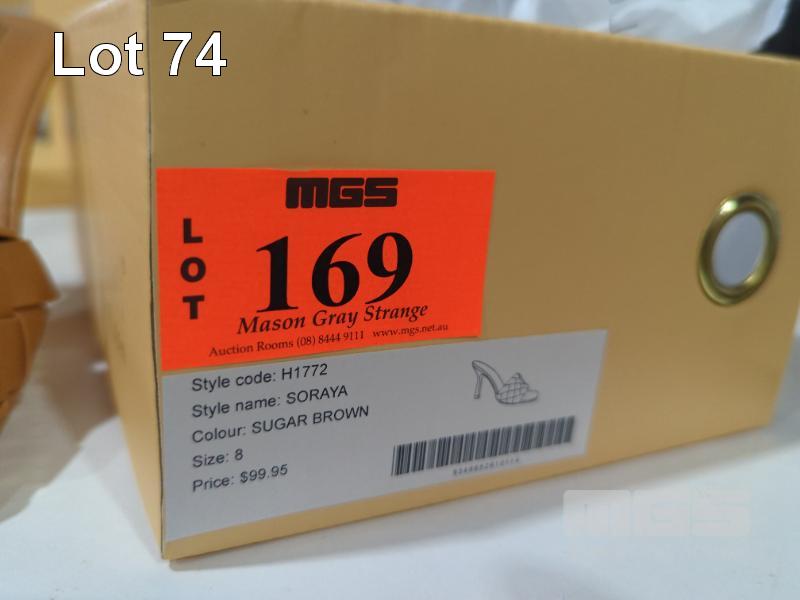 Lot 74
MGS
LOT
169
Mason Gray Strange
Auction Rooms (08) 8444 9111 www.mgs.net.au
Style code: H1772
Style name: SORAYA
Colour: SUGAR BROWN
Size: 8
Price: $99.95
MGS